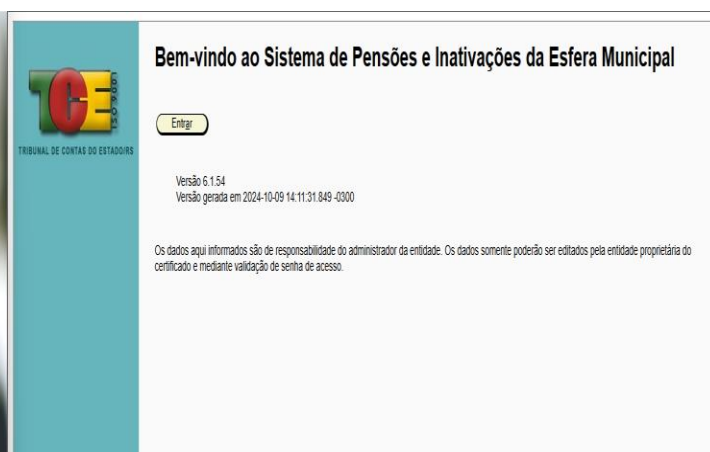 Bem-vindo ao Sistema de Pensões e Inativações da Esfera Municipal
TCE
ISO 9001
TRIBUNAL DE CONTAS DO ESTADO/RS
Entrar
Versão 6.1.54
Versão gerada em 2024-10-09 14:11:31.849 -0300
Os dados aqui informados são de responsabilidade do administrador da entidade. Os dados somente poderão ser editados pela entidade proprietária do
certificado e mediante validação de senha de acesso.